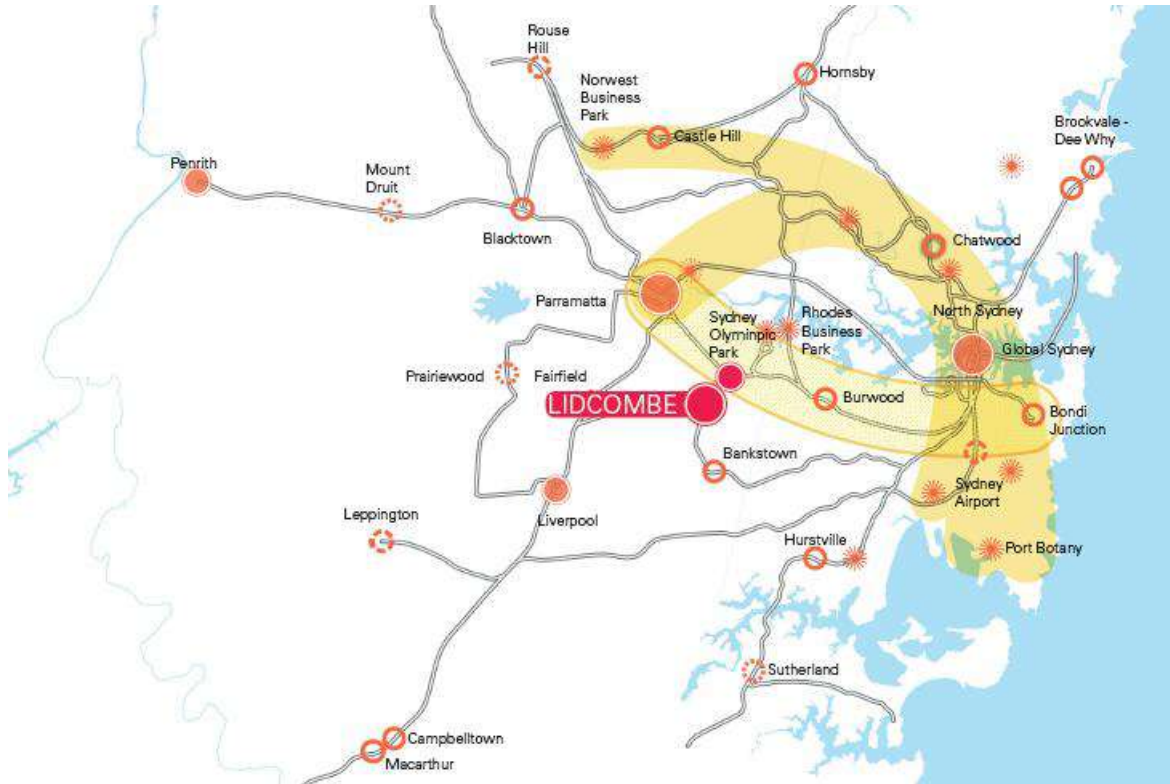 Rouse
Hill
Norwest
Business
Park
Hornsby
Brookvale -
Dee Why
Castle Hill
Penrith
Mount
Druit
Blacktown
Chatwood
Parramatta
Sydney
Olyminpic
Park
Rhodes
Business
Park
North Sydney
Global Sydney
Prairiewood
Fairfield
LIDCOMBE
Burwood
Bondi
Junction
Bankstown
Sydney
Airport
Liverpool
Leppington
Hurstville
Port Botany
Sutherland
Campbelltown
Macarthur